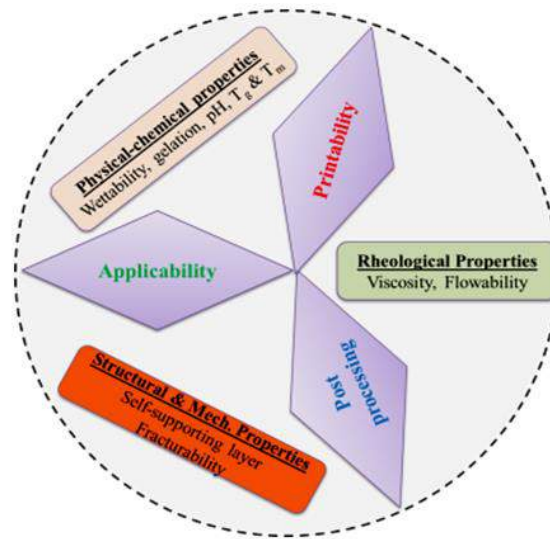 Physical-chemical properties
Wettability, gelation, pH, Tg & Tm
Printability
Applicability
Rheological Properties
Viscosity, Flowability
Post
processing
Structural & Mech. Properties
Self-supporting layer
Fracturability